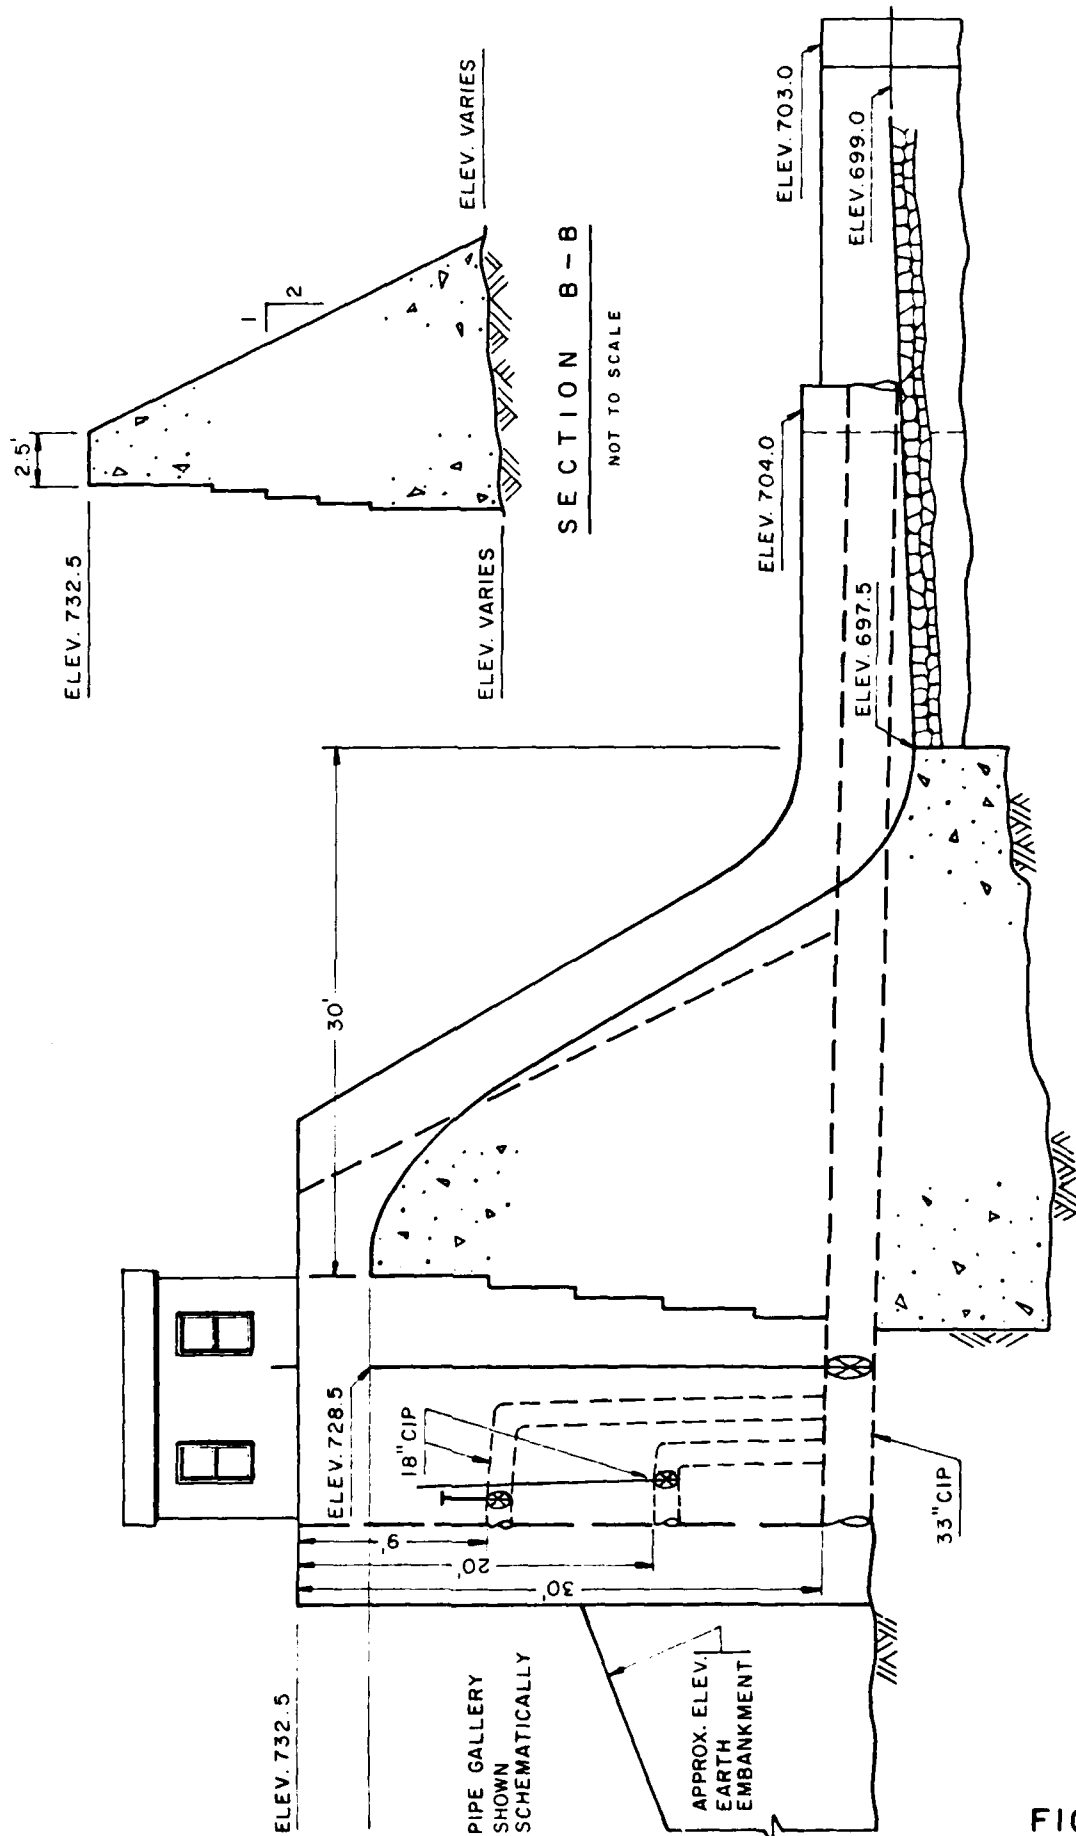 ELEV. 732.5
2.5'
1
2
ELEV. VARIES
ELEV. VARIES
SECTION B-B
NOT TO SCALE
ELEV. 703.0
ELEV. 699.0
ELEV. 704.0
ELEV. 697.5
30'
ELEV. 728.5
18" CIP
9'
20'
30'
33" CIP
ELEV. 732.5
PIPE GALLERY
SHOWN
SCHEMATICALLY
APPROX. ELEV.
EARTH
EMBANKMENT